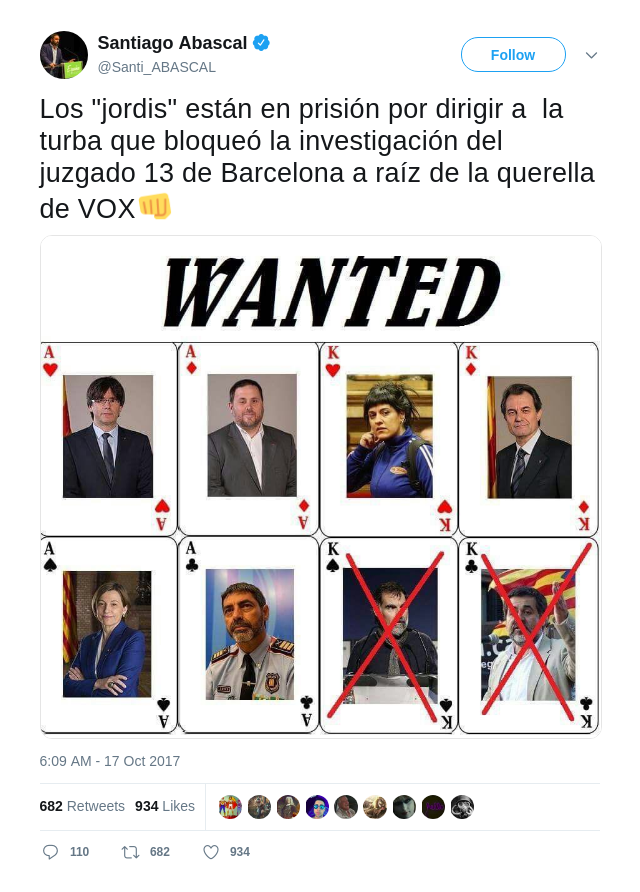 Santiago Abascal
@Santi_ABASCAL
Follow
Los "jordis" están en prisión por dirigir a  la
turba que bloqueó la investigación del
juzgado 13 de Barcelona a raíz de la querella
de VOX👊
WANTED
A A K K
A A K K
A A K K
A A K K
6:09 AM - 17 Oct 2017
682 Retweets 934 Likes
110 682 934